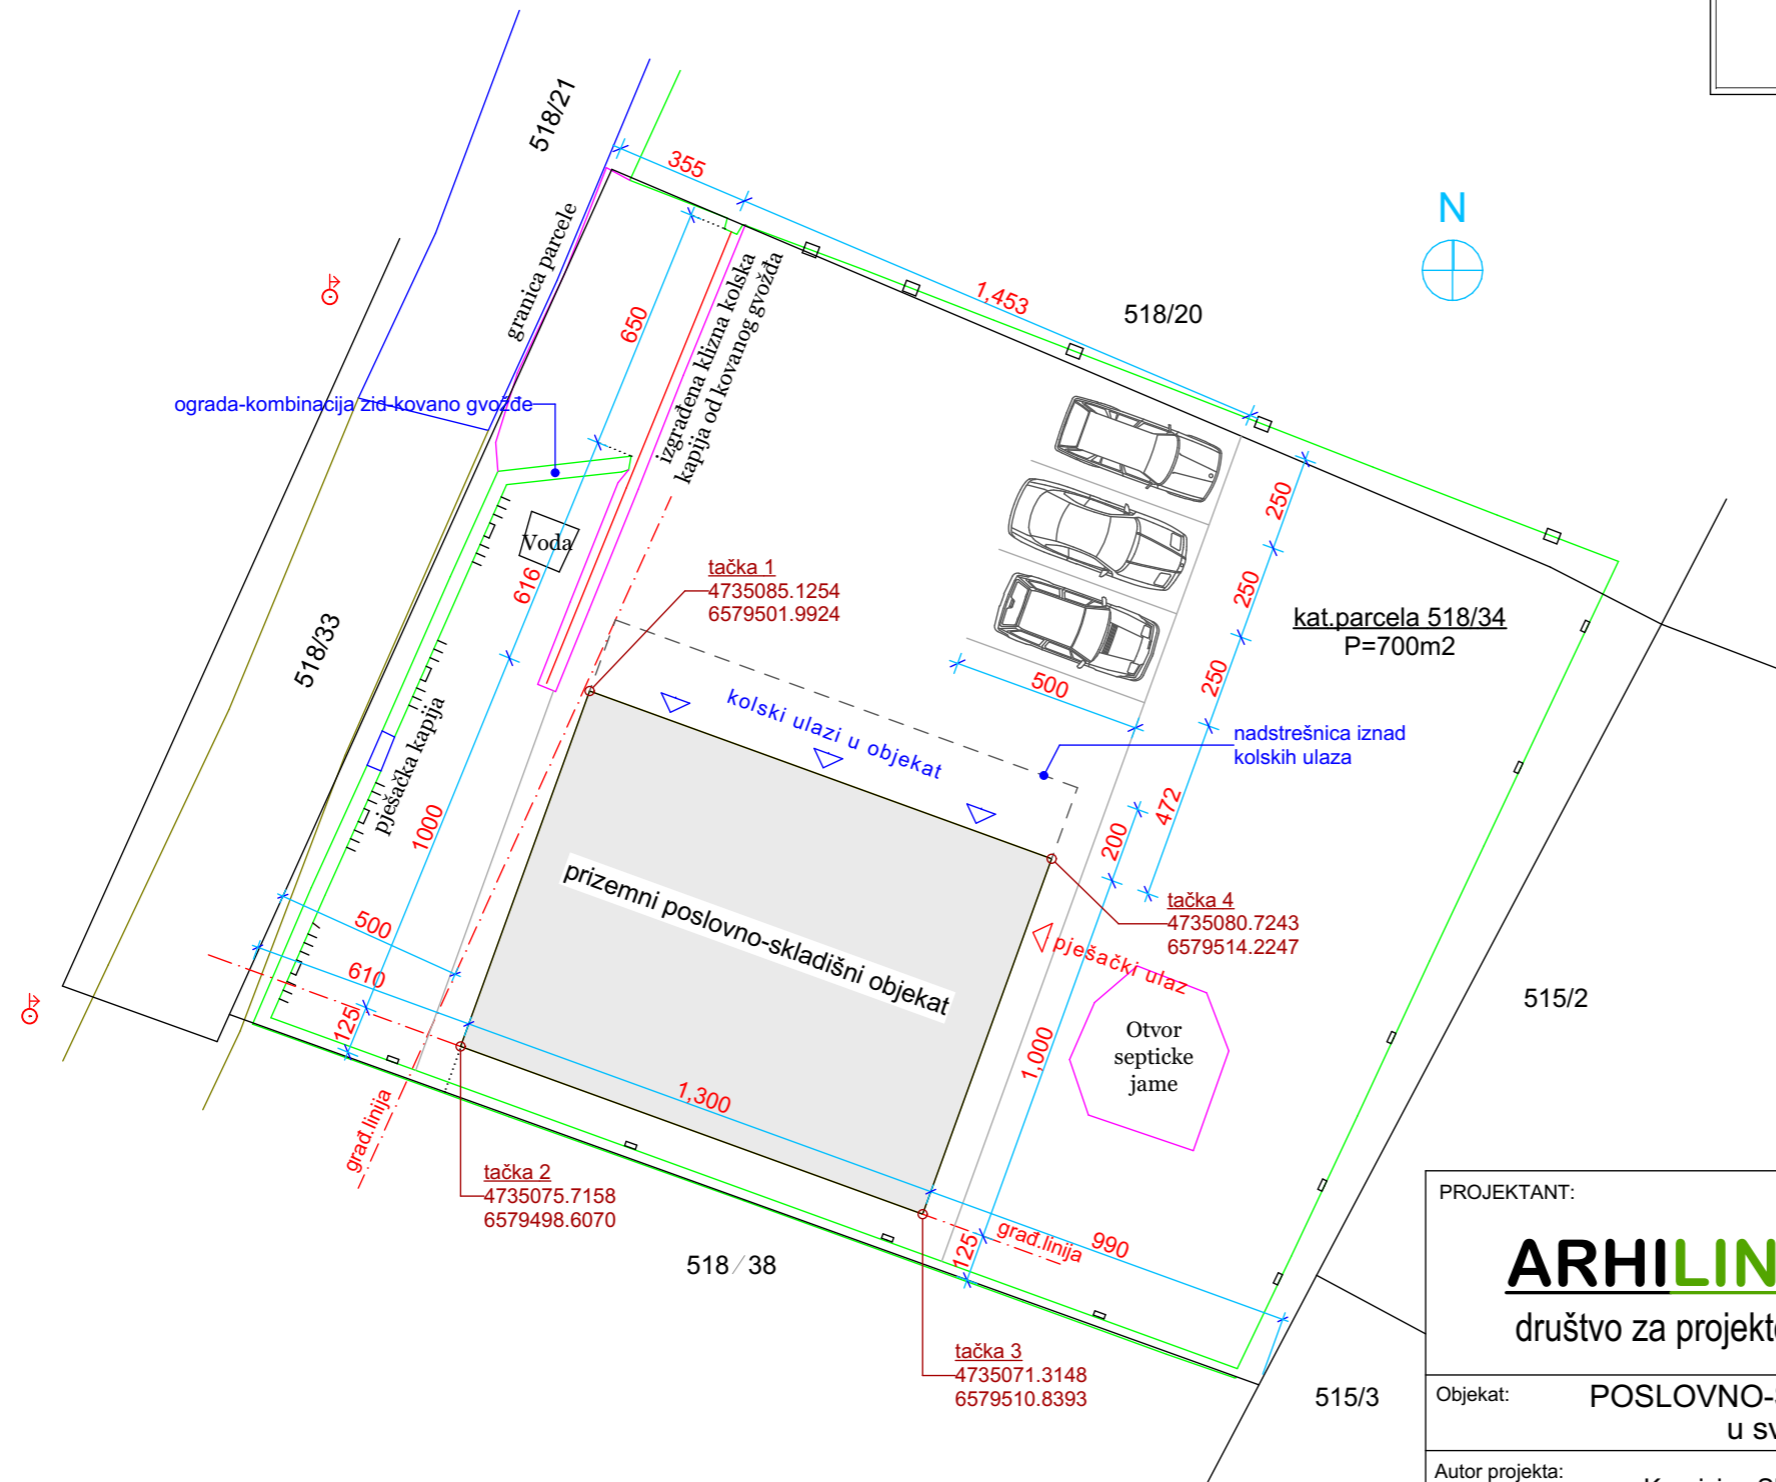 518/21
355
N
granica parcele
650
izgrađena klizna kolska
kapija od kovanog gvožđa
1,453
518/20
ograda-kombinacija zid-kovano gvožđe
Voda
616
250
250
250
tačka 1
4735085.1254
6579501.9924
kat.parcela 518/34
P=700m2
518/33
500
kolski ulazi u objekat
nadstrešnica iznad
kolskih ulaza
pješačka kapija
1000
472
200
prizemni poslovno-skladišni objekat
tačka 4
4735080.7243
6579514.2247
pješački ulaz
500
610
125
515/2
Otvor
septicke
jame
1,000
1,300
građ.linija
tačka 2
4735075.7158
6579498.6070
građ.linija
990
125
518/38
tačka 3
4735071.3148
6579510.8393
515/3
PROJEKTANT:
ARHILIN
društvo za projekt
Objekat:
POSLOVNO-
u sv
Autor projekta: